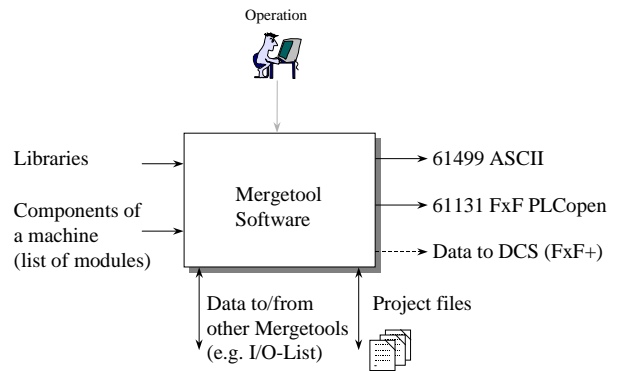 Operation
Libraries
Components of
a machine
(list of modules)
Mergetool
Software
61499 ASCII
61131 FxF PLCopen
Data to DCS (FxF+)
Data to/from
other Mergetools
(e.g. I/O-List)
Project files